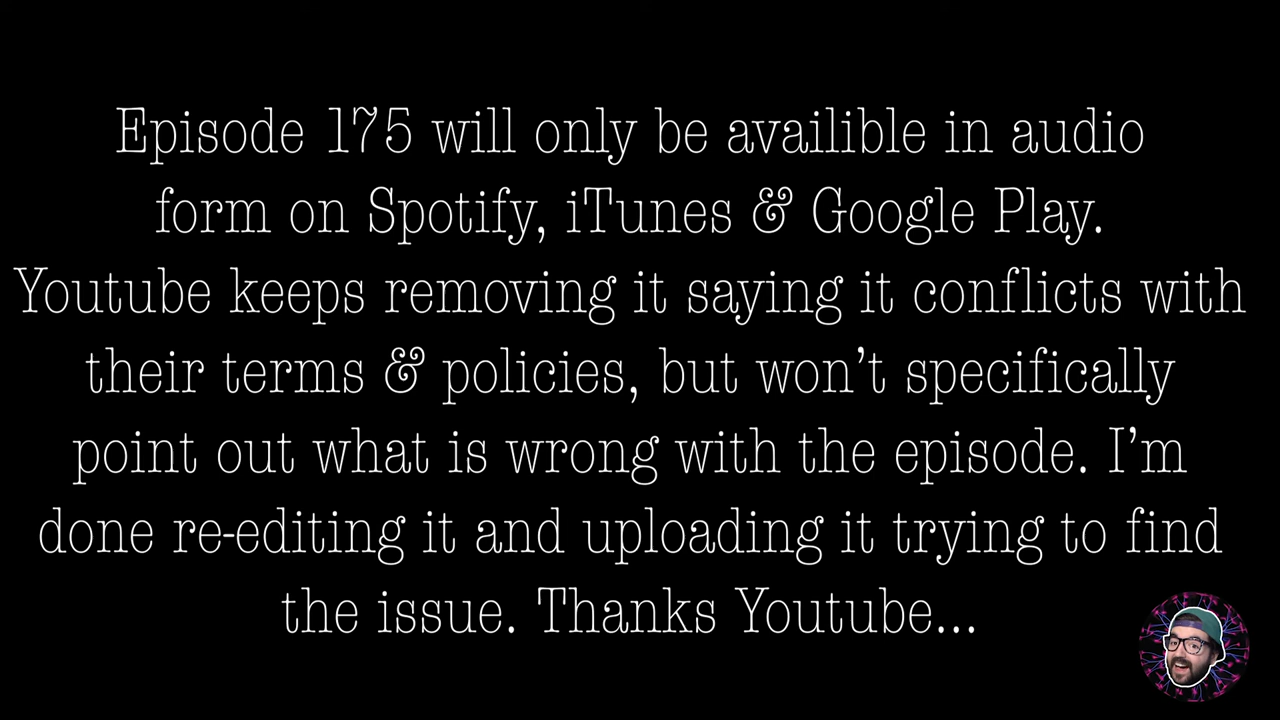 Episode 175 will only be availible in audio
form on Spotify, iTunes & Google Play.
Youtube keeps removing it saying it conflicts with
their terms & policies, but won’t specifically
point out what is wrong with the episode. I’m
done re-editing it and uploading it trying to find
the issue. Thanks Youtube...